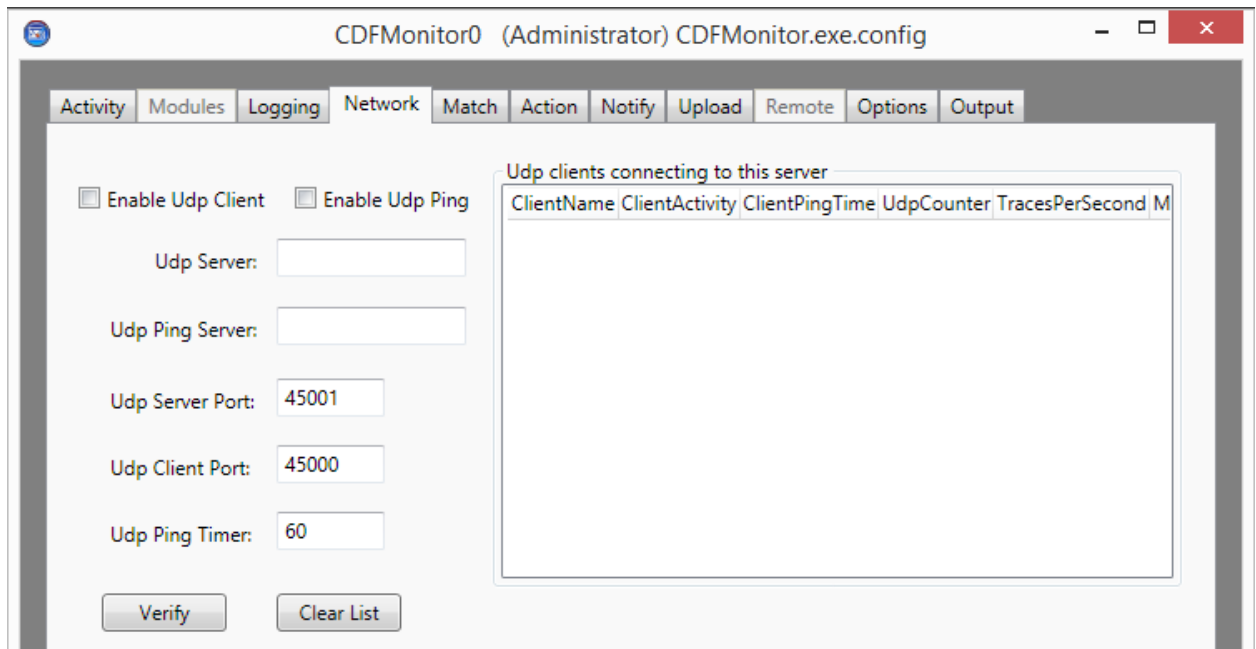 CDFMonitor0 (Administrator) CDFMonitor.exe.config
Activity Modules Logging Network Match Action Notify Upload Remote Options Output
Enable Udp Client Enable Udp Ping
Udp Server:
Udp Ping Server:
Udp Server Port: 45001
Udp Client Port: 45000
Udp Ping Timer: 60
Verify Clear List
Udp clients connecting to this server
ClientName ClientActivity ClientPingTime UdpCounter TracesPerSecond M